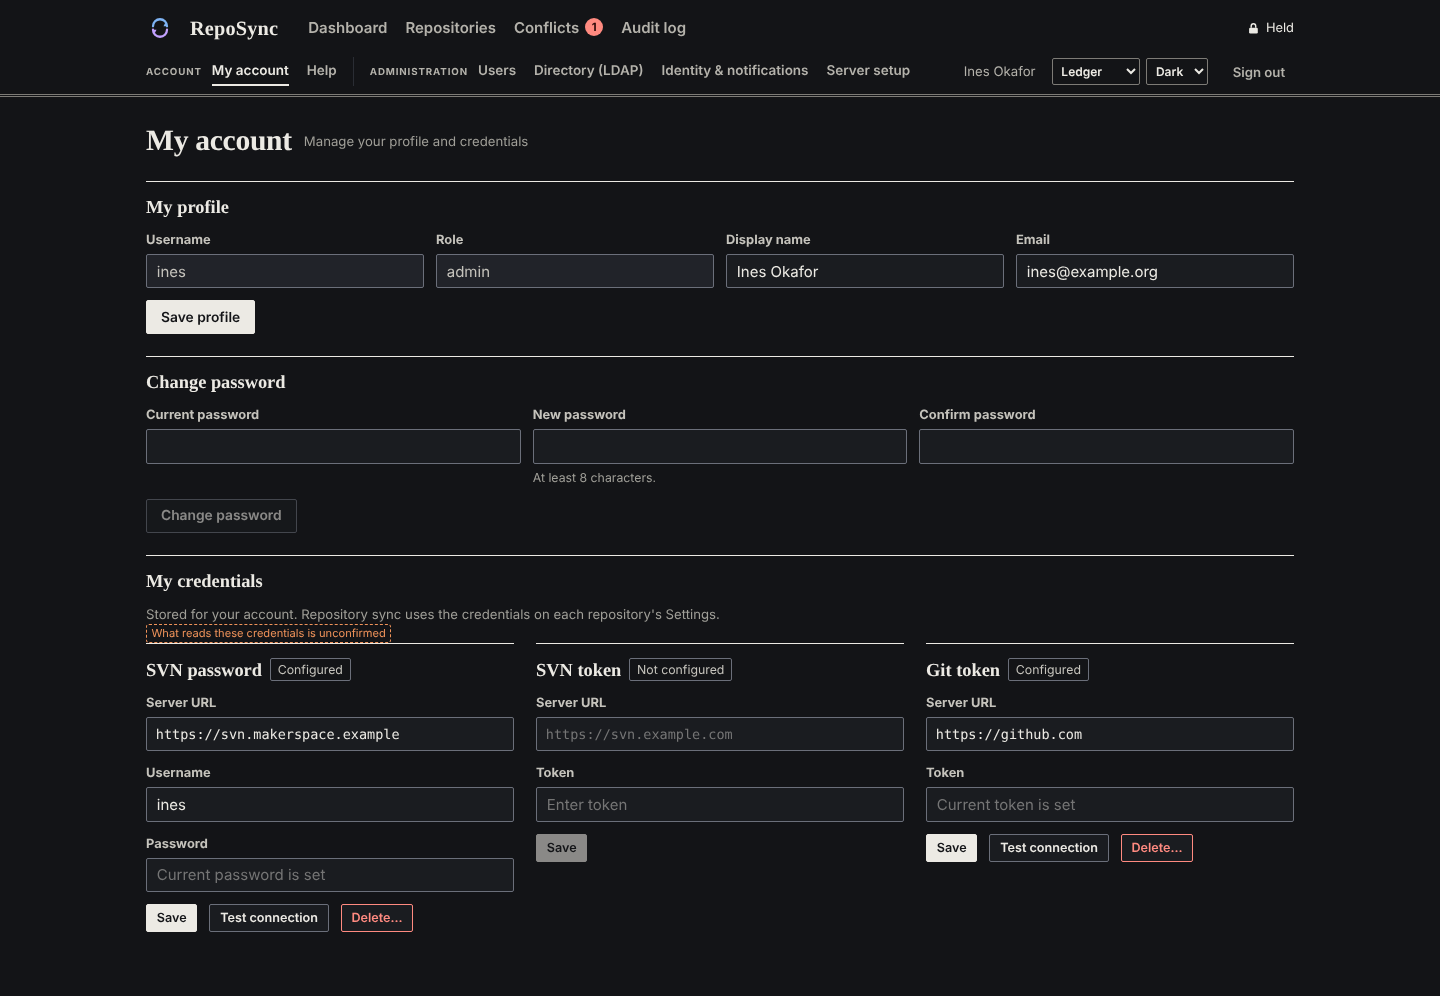 RepoSync Dashboard Repositories Conflicts 1 Audit log Held
ACCOUNT My account Help ADMINISTRATION Users Directory (LDAP) Identity & notifications Server setup Ines Okafor Ledger Dark Sign out
My account Manage your profile and credentials
My profile
Username Role Display name Email
ines admin Ines Okafor ines@example.org
Save profile
Change password
Current password New password Confirm password
At least 8 characters.
Change password
My credentials
Stored for your account. Repository sync uses the credentials on each repository's Settings.
What reads these credentials is unconfirmed
SVN password Configured SVN token Not configured Git token Configured
Server URL Server URL Server URL
https://svn.makerspace.example https://svn.example.com https://github.com
Username Token Token
ines Enter token Current token is set
Password Save Save Test connection Delete...
Current password is set
Save Test connection Delete...